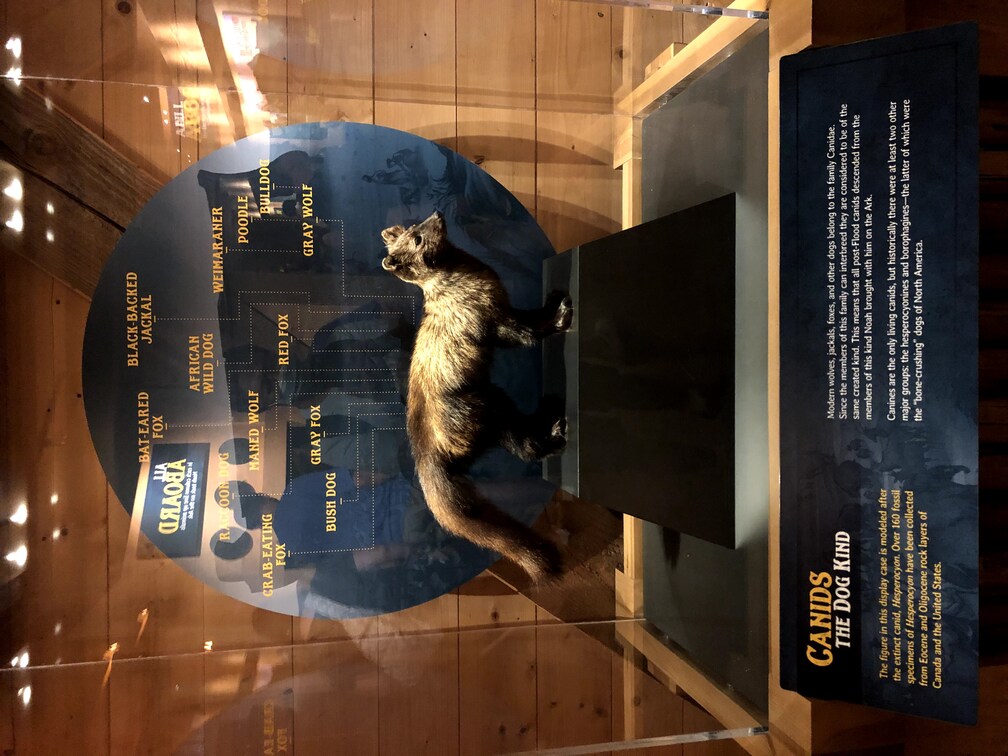 BAT-EARED
FOX
BLACK-BACKED
JACKAL
ALL
ABOARD
AFRICAN
WILD DOG
RACCOON DOG
WEIMARANER
POODLE
MANED WOLF
BULLDOG
CRAB-EATING
FOX
RED FOX
GRAY FOX
GRAY WOLF
BUSH DOG
CANIDS
THE DOG KIND
The figure in this display case is modeled after
the extinct canid, Hesperocyon. Over 160 fossil
specimens of Hesperocyon have been collected
from Eocene and Oligocene rock layers of
Canada and the United States.
Modern wolves, jackals, foxes, and other dogs belong to the family Canidae.
Since the members of this family can interbreed they are considered to be of the
same created kind. This means that all post-Flood canids descended from the
members of this kind Noah brought with him on the Ark.
Canines are the only living canids, but historically there were at least two other
major groups: the hesperocyonines and borophagines—the latter of which were
the “bone-crushing” dogs of North America.